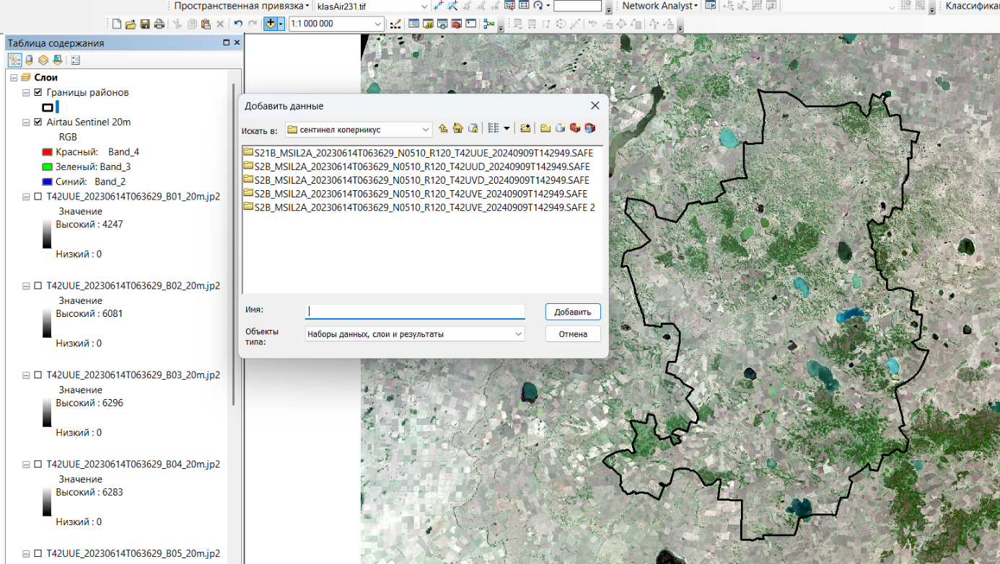 Пространственная привязка
klasAir231.tif
Network Analyst
Классифика
1:1 000 000
Таблица содержания
Слои
Границы районов
Airtau Sentinel 20m
RGB
Красный: Band_4
Зеленый: Band_3
Синий: Band_2
T42UUE_20230614T063629_B01_20m.jp2
Значение
Высокий : 4247
Низкий : 0
T42UUE_20230614T063629_B02_20m.jp2
Значение
Высокий : 6081
Низкий : 0
T42UUE_20230614T063629_B03_20m.jp2
Значение
Высокий : 6296
Низкий : 0
T42UUE_20230614T063629_B04_20m.jp2
Значение
Высокий : 6283
Низкий : 0
T42UUE_20230614T063629_B05_20m.jp2
Добавить данные
Искать в: сентинел коперникус
S21B_MSIL2A_20230614T063629_N0510_R120_T42UUE_20240909T142949.SAFE
S2B_MSIL2A_20230614T063629_N0510_R120_T42UUD_20240909T142949.SAFE
S2B_MSIL2A_20230614T063629_N0510_R120_T42UVD_20240909T142949.SAFE
S2B_MSIL2A_20230614T063629_N0510_R120_T42UVE_20240909T142949.SAFE
S2B_MSIL2A_20230614T063629_N0510_R120_T42UVE_20240909T142949.SAFE 2
Имя:
Добавить
Объекты типа:
Наборы данных, слои и результаты
Отмена